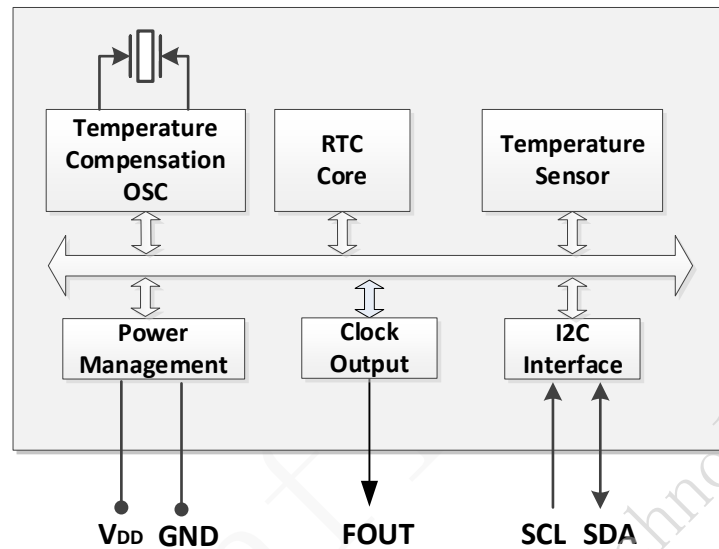 Temperature
Compensation
OSC
RTC
Core
Temperature
Sensor
Power
Management
Clock
Output
I2C
Interface
VDD GND FOUT SCL SDA